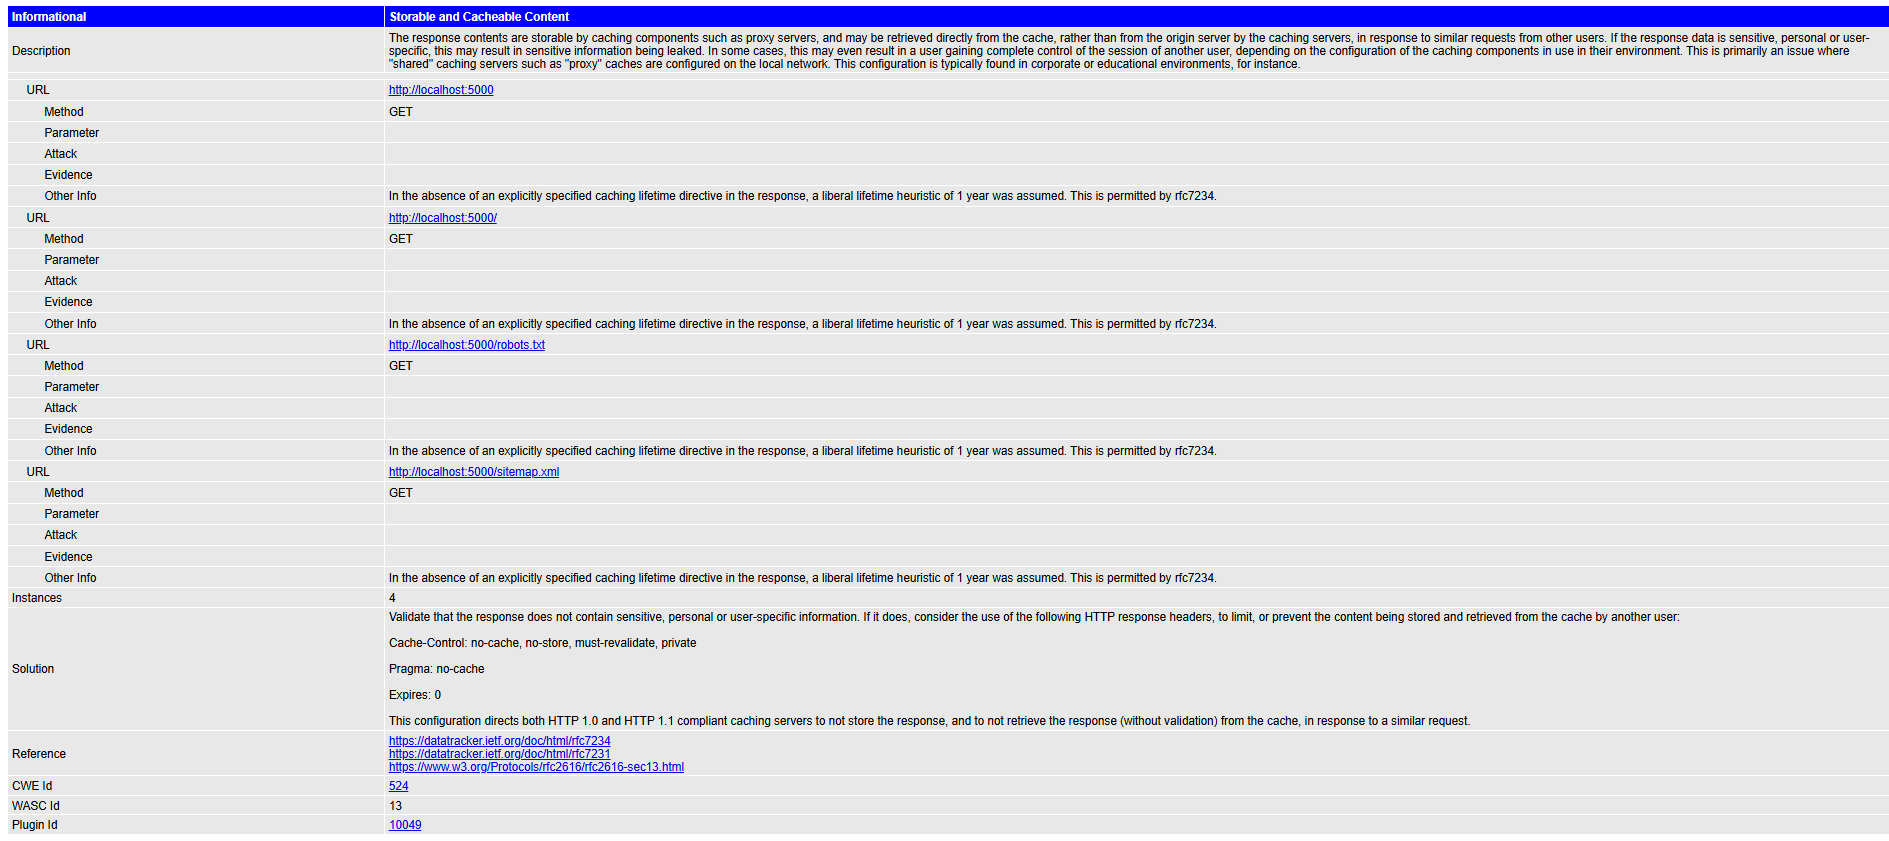 Informational
Storable and Cacheable Content
Description
The response contents are storable by caching components such as proxy servers, and may be retrieved directly from the cache, rather than from the origin server by the caching servers, in response to similar requests from other users. If the response data is sensitive, personal or user-
specific, this may result in sensitive information being leaked. In some cases, this may even result in a user gaining complete control of the session of another user, depending on the configuration of the caching components in use in their environment. This is primarily an issue where
"shared" caching servers such as "proxy" caches are configured on the local network. This configuration is typically found in corporate or educational environments, for instance.
URL
http://localhost:5000
Method
GET
Parameter
Attack
Evidence
Other Info
In the absence of an explicitly specified caching lifetime directive in the response, a liberal lifetime heuristic of 1 year was assumed. This is permitted by rfc7234.
URL
http://localhost:5000/
Method
GET
Parameter
Attack
Evidence
Other Info
In the absence of an explicitly specified caching lifetime directive in the response, a liberal lifetime heuristic of 1 year was assumed. This is permitted by rfc7234.
URL
http://localhost:5000/robots.txt
Method
GET
Parameter
Attack
Evidence
Other Info
In the absence of an explicitly specified caching lifetime directive in the response, a liberal lifetime heuristic of 1 year was assumed. This is permitted by rfc7234.
URL
http://localhost:5000/sitemap.xml
Method
GET
Parameter
Attack
Evidence
Other Info
In the absence of an explicitly specified caching lifetime directive in the response, a liberal lifetime heuristic of 1 year was assumed. This is permitted by rfc7234.
Instances
4
Solution
Validate that the response does not contain sensitive, personal or user-specific information. If it does, consider the use of the following HTTP response headers, to limit, or prevent the content being stored and retrieved from the cache by another user:
Cache-Control: no-cache, no-store, must-revalidate, private
Pragma: no-cache
Expires: 0
This configuration directs both HTTP 1.0 and HTTP 1.1 compliant caching servers to not store the response, and to not retrieve the response (without validation) from the cache, in response to a similar request.
Reference
https://datatracker.ietf.org/doc/html/rfc7234
https://datatracker.ietf.org/doc/html/rfc7231
https://www.w3.org/Protocols/rfc2616/rfc2616-sec13.html
CWE Id
524
WASC Id
13
Plugin Id
10049